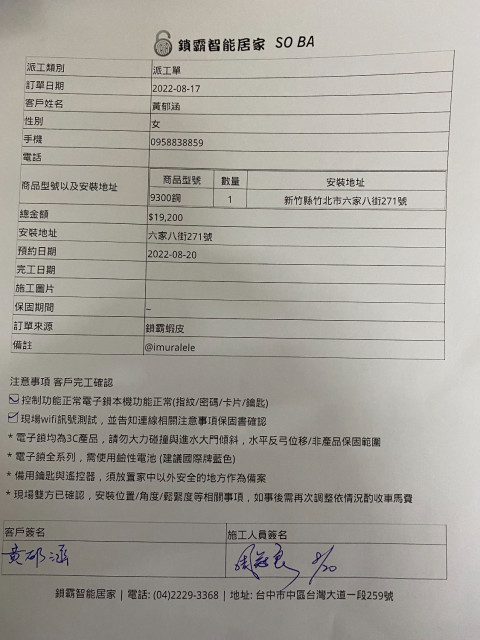 鎖霸智能居家 SO BA
派工類別 派工單
訂單日期 2022-08-17
客戶姓名 黃郁涵
性別 女
手機 0958838859
電話
商品型號以及安裝地址 商品型號 數量 安裝地址
9300銅 1 新竹縣竹北市六家八街271號
總金額 $19,200
安裝地址 六家八街271號
預約日期 2022-08-20
完工日期
施工圖片
保固期間 –
訂單來源 鎖霸蝦皮
備註 @imuralele
注意事項 客戶完工確認
控制功能正常電子鎖本機功能正常(指紋/密碼/卡片/鑰匙)
現場wifi訊號測試，並告知連線相關注意事項保固書確認
* 電子鎖均為3C產品，請勿大力碰撞與進水大門傾斜，水平反弓位移/非產品保固範圍
* 電子鎖全系列，需使用鹼性電池 (建議國際牌藍色)
* 備用鑰匙與遙控器，須放置家中以外安全的地方作為備案
* 現場雙方已確認，安裝位置/角度/鬆緊度等相關事項，如事後需再次調整依情況酌收車馬費
客戶簽名 施工人員簽名
黃郁涵 8/20
鎖霸智能居家 | 電話: (04)2229-3368 | 地址: 台中市中區台灣大道一段259號